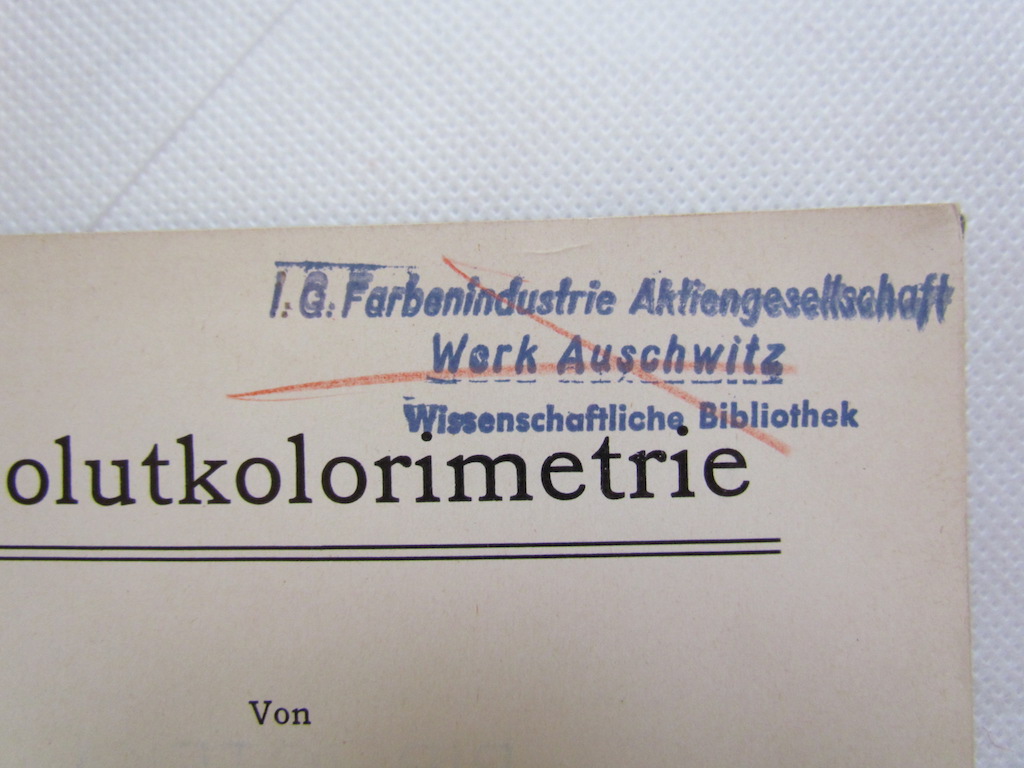 I. G. Farbenindustrie Aktiengesellschaft
Werk Auschwitz
Wissenschaftliche Bibliothek
olutkolorimetrie
Von